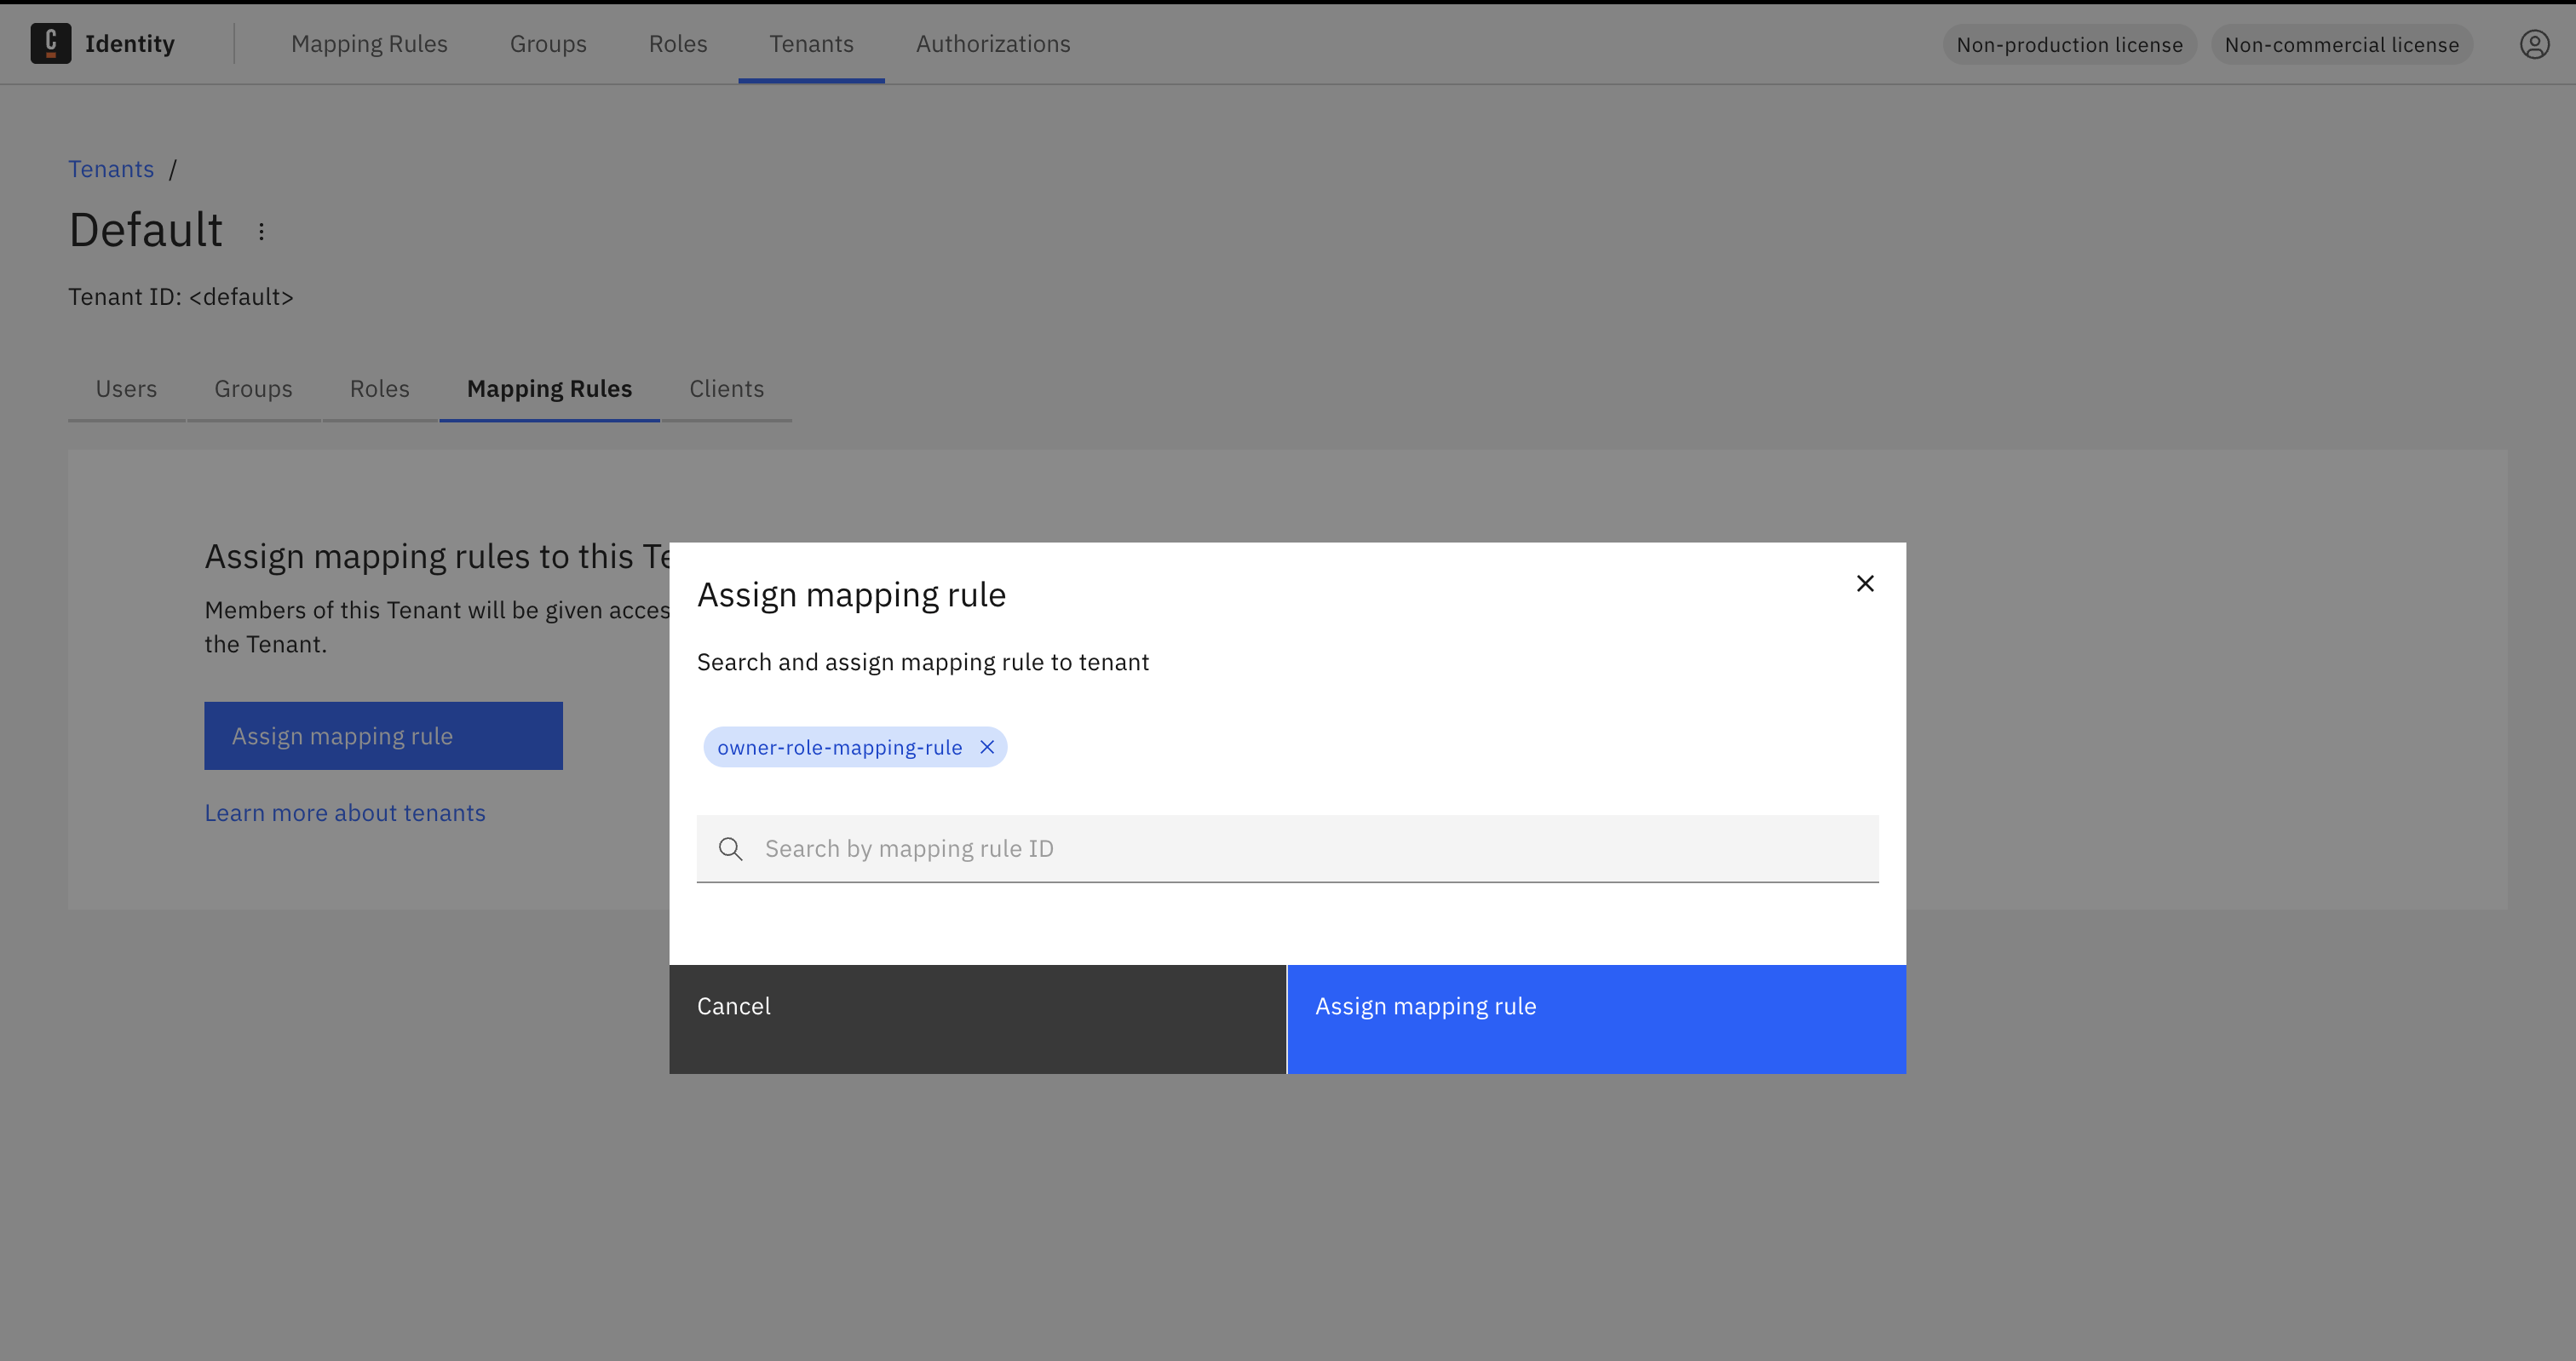 Identity
Mapping Rules
Groups
Roles
Tenants
Authorizations
Non-production license
Non-commercial license
Tenants /
Default
Tenant ID: <default>
Users
Groups
Roles
Mapping Rules
Clients
Assign mapping rules to this
Members of this Tenant will be given
the Tenant.
Assign mapping rule
Learn more about tenants
Assign mapping rule
Search and assign mapping rule to tenant
owner-role-mapping-rule
Search by mapping rule ID
Cancel
Assign mapping rule